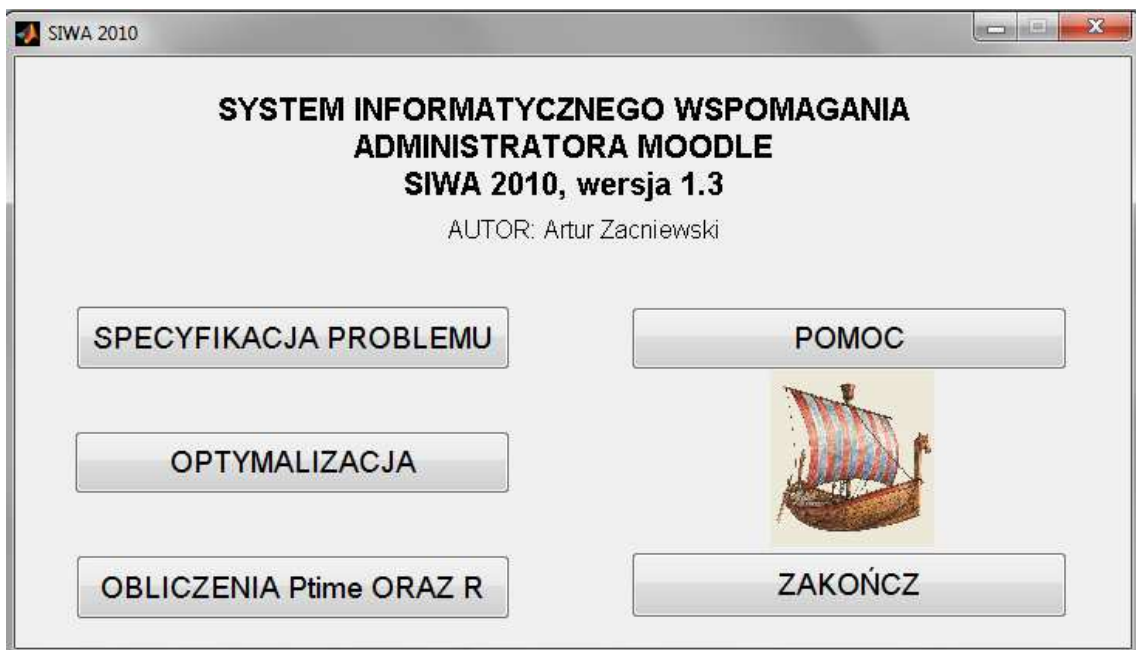 SIWA 2010
SYSTEM INFORMATYCZNEGO WSPOMAGANIA
ADMINISTRATORA MOODLE
SIWA 2010, wersja 1.3
AUTOR: Artur Zacniewski
SPECYFIKACJA PROBLEMU
POMOC
OPTYMALIZACJA
OBLICZENIA Ptime ORAZ R
ZAKOŃCZ